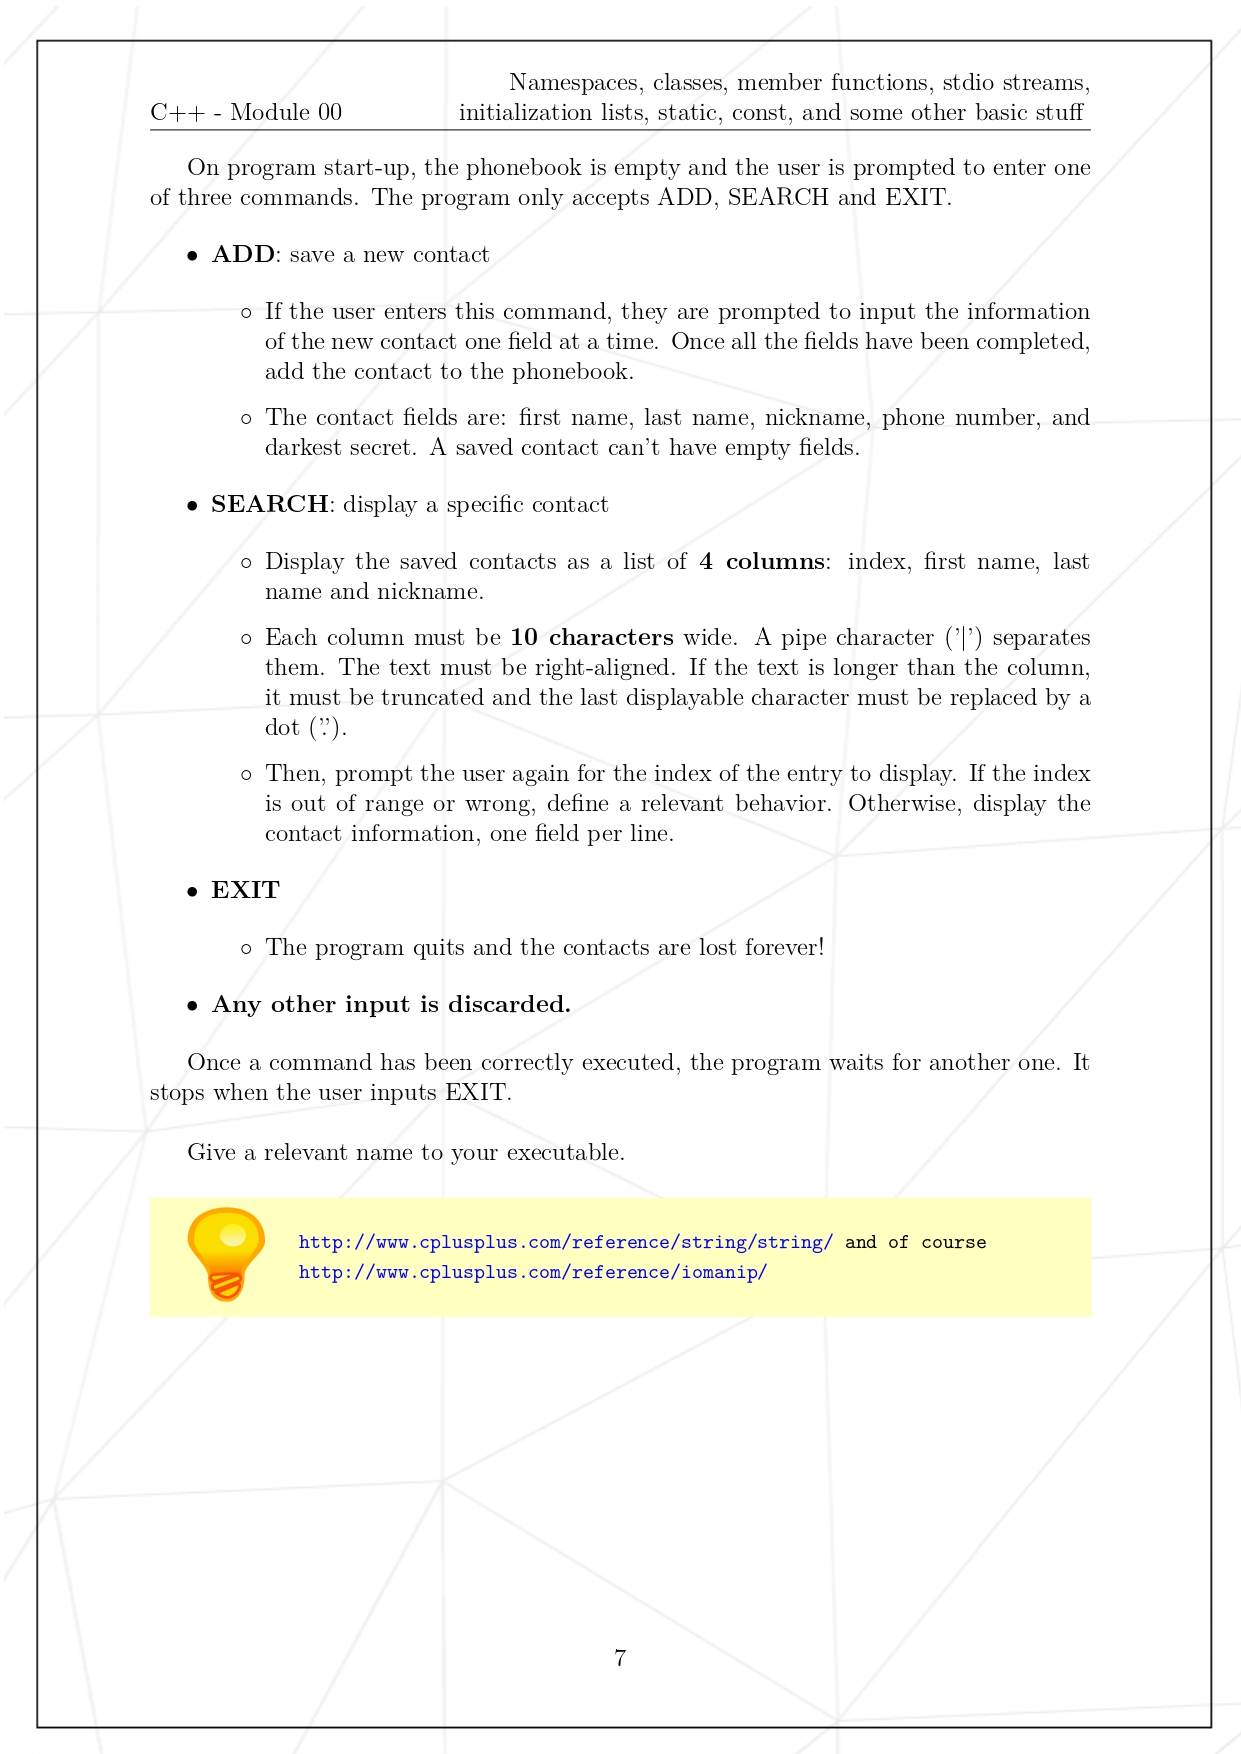 Namespaces, classes, member functions, stdio streams,
C++ - Module 00 initialization lists, static, const, and some other basic stuff
On program start-up, the phonebook is empty and the user is prompted to enter one
of three commands. The program only accepts ADD, SEARCH and EXIT.
• ADD: save a new contact
◦ If the user enters this command, they are prompted to input the information
of the new contact one field at a time. Once all the fields have been completed,
add the contact to the phonebook.
◦ The contact fields are: first name, last name, nickname, phone number, and
darkest secret. A saved contact can't have empty fields.
• SEARCH: display a specific contact
◦ Display the saved contacts as a list of 4 columns: index, first name, last
name and nickname.
◦ Each column must be 10 characters wide. A pipe character ('|') separates
them. The text must be right-aligned. If the text is longer than the column,
it must be truncated and the last displayable character must be replaced by a
dot ('.').
◦ Then, prompt the user again for the index of the entry to display. If the index
is out of range or wrong, define a relevant behavior. Otherwise, display the
contact information, one field per line.
• EXIT
◦ The program quits and the contacts are lost forever!
• Any other input is discarded.
Once a command has been correctly executed, the program waits for another one. It
stops when the user inputs EXIT.
Give a relevant name to your executable.
http://www.cplusplus.com/reference/string/string/ and of course
http://www.cplusplus.com/reference/iomanip/
7